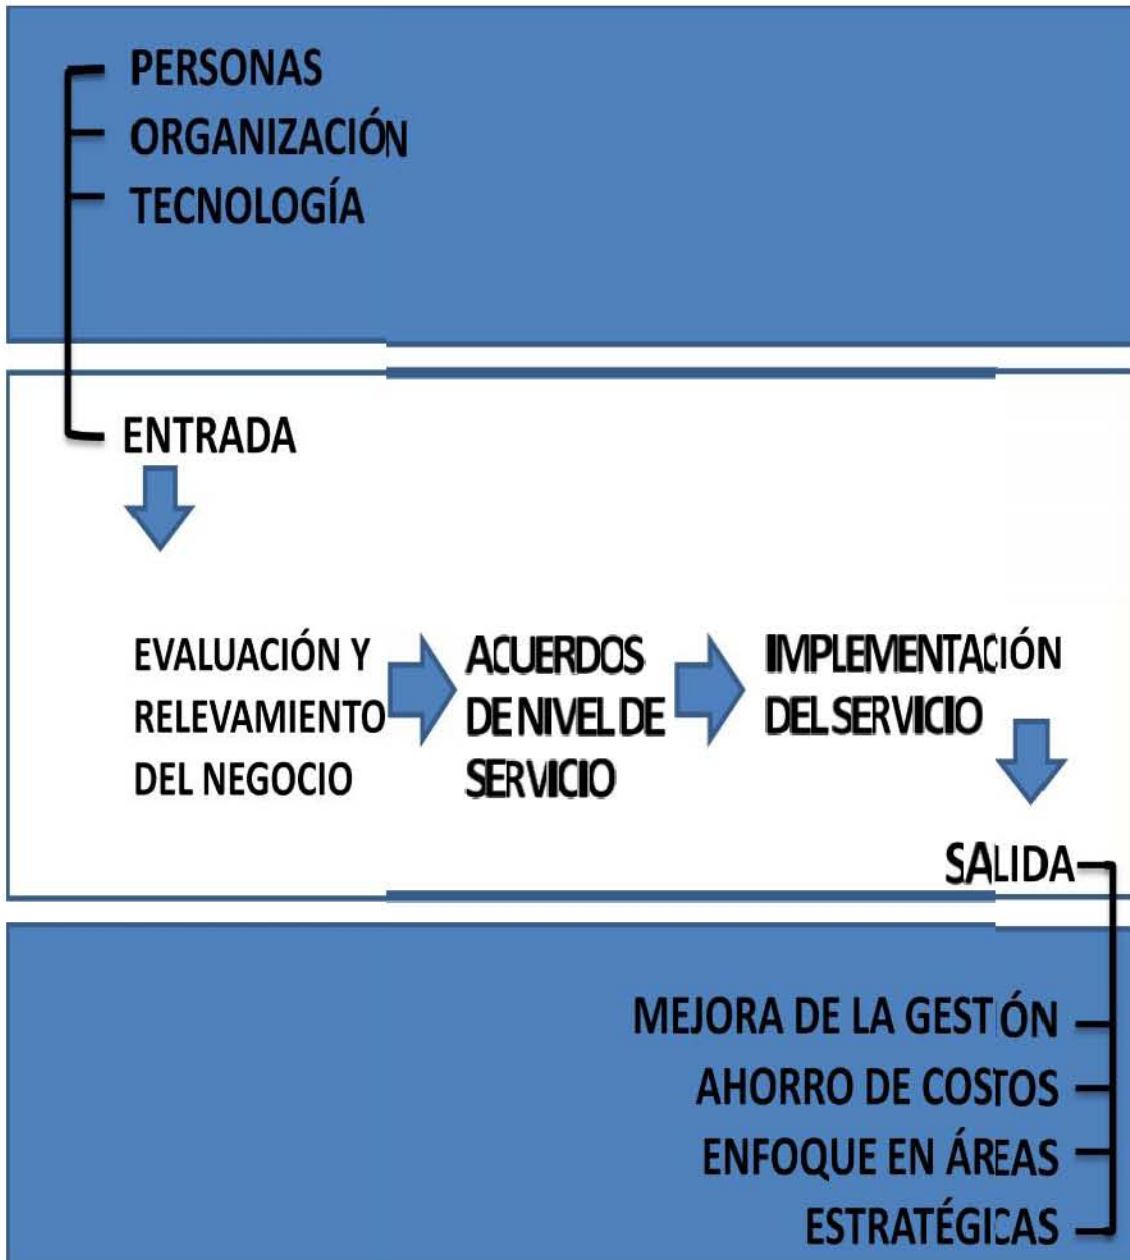 PERSONAS
ORGANIZACIÓN
TECNOLOGÍA
ENTRADA
EVALUACIÓN Y
RELEVAMIENTO
DEL NEGOCIO
ACUERDOS
DE NIVEL DE
SERVICIO
IMPLEMENTACIÓN
DEL SERVICIO
SALIDA
MEJORA DE LA GESTIÓN
AHORRO DE COSTOS
ENFOQUE EN ÁREAS
ESTRATÉGICAS